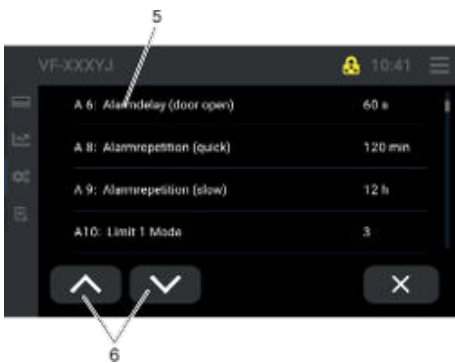 5
VF-XXXYJ 10:41
A 6: Alarmdelay (door open) 60 s
A 8: Alarmrepetition (quick) 120 min
A 9: Alarmrepetition (slow) 12 h
A10: Limit 1 Mode 3
6